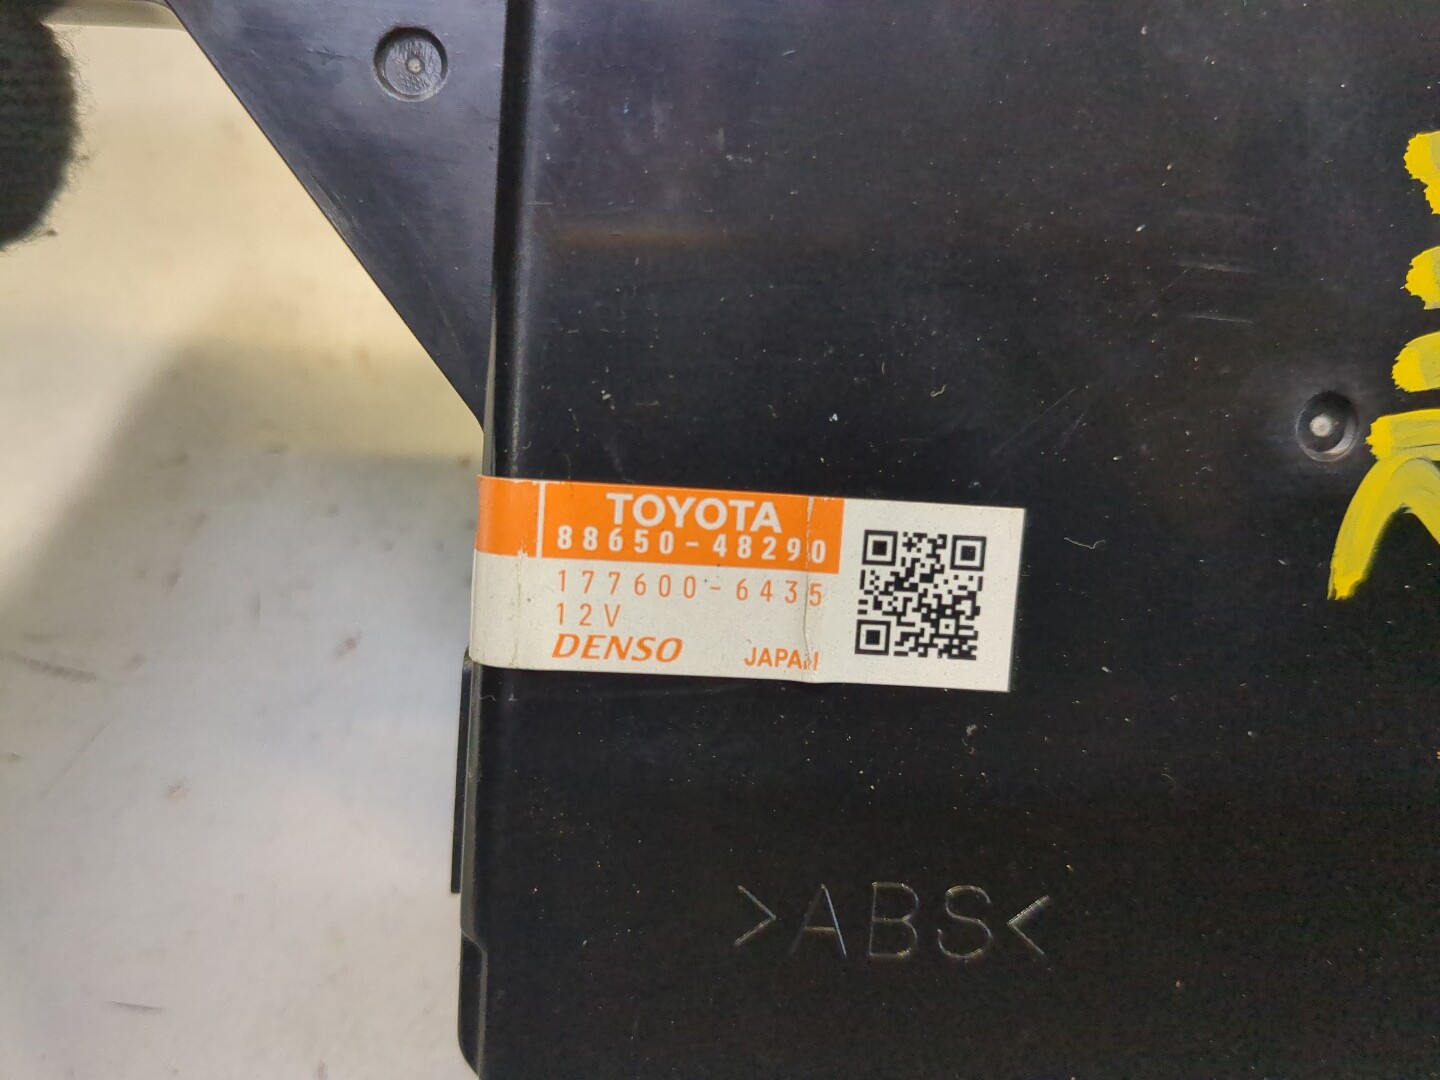 TOYOTA
88650-48290
177600-6435
12V
DENSO JAPAN
>ABS<